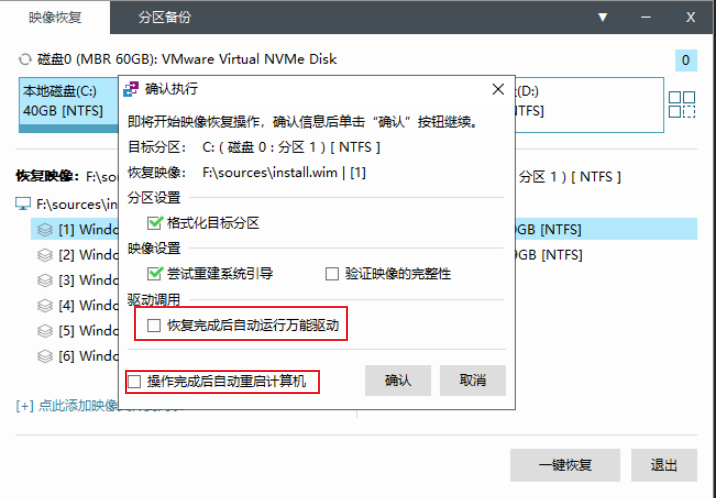 映像恢复 分区备份
磁盘0 (MBR 60GB): VMware Virtual NVMe Disk 0
本地磁盘(C:)
40GB [NTFS]
(D:)
确认执行
即将开始映像恢复操作，确认信息后单击“确认”按钮继续。
目标分区： C: ( 磁盘 0 : 分区 1 ) [ NTFS ]
恢复映像： F:\sources\install.wim | [1]
分区设置
格式化目标分区
映像设置
尝试重建系统引导 验证映像的完整性
驱动调用
恢复完成后自动运行万能驱动
操作完成后自动重启计算机
确认 取消
恢复映像： F:\so
分区 1 ) [ NTFS ]
F:\sources\in
[1] Windo
GB [NTFS]
[2] Windo
GB [NTFS]
[3] Windo
[4] Windo
[5] Windo
[6] Windo
[+] 点此添加映像
一键恢复 退出